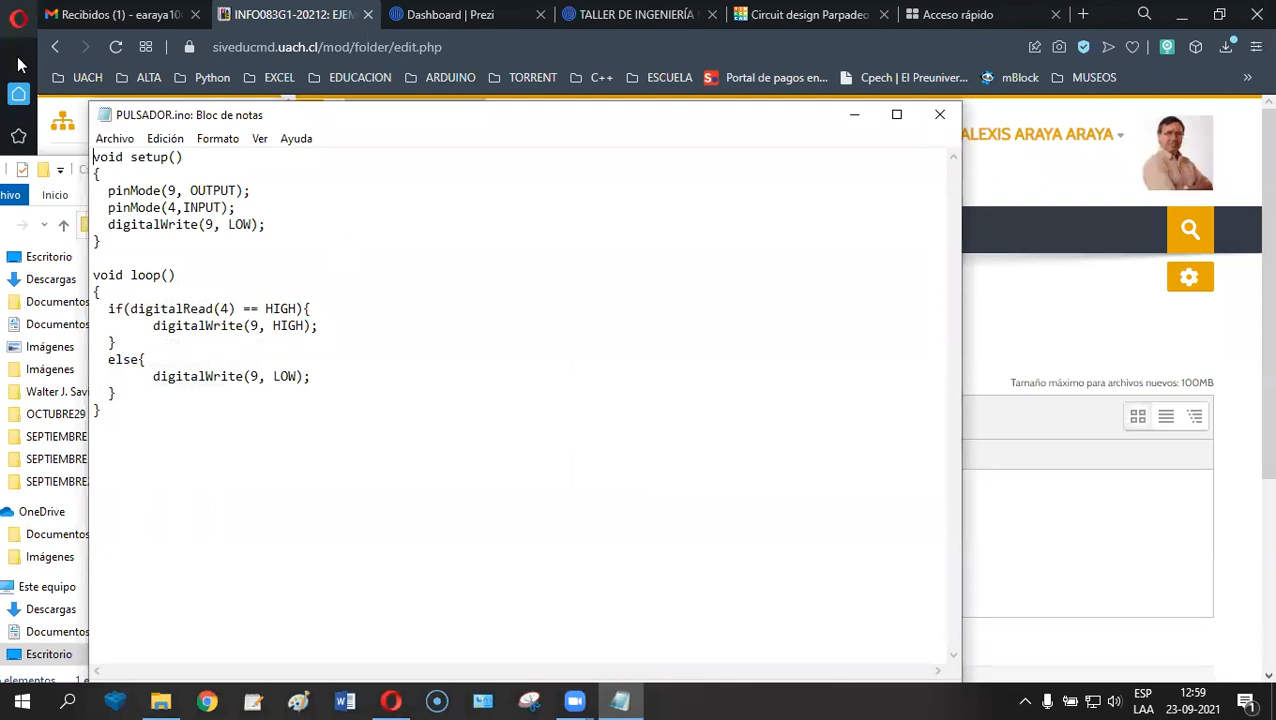 Recibidos (1) - earaya10
INFO083G1-20212: EJEM
Dashboard | Prezi
TALLER DE INGENIERÍA
Circuit design Parpadeo
Acceso rápido
siveducmd.uach.cl/mod/folder/edit.php
UACH
ALTA
Python
EXCEL
EDUCACION
ARDUINO
TORRENT
C++
ESCUELA
Portal de pagos en...
Cpech | El Preuniver...
mBlock
MUSEOS
»
PULSADOR.ino: Bloc de notas
Archivo Edición Formato Ver Ayuda
ALEXIS ARAYA ARAYA
void setup()
{
pinMode(9, OUTPUT);
pinMode(4,INPUT);
digitalWrite(9, LOW);
}
void loop()
{
if(digitalRead(4) == HIGH){
digitalWrite(9, HIGH);
}
else{
digitalWrite(9, LOW);
}
}
hivo
Inicio
Escritorio
Descargas
Documento
Documentos
Imágenes
Imágenes
Walter J. Savi
OCTUBRE29
SEPTIEMBRE
SEPTIEMBRE
SEPTIEMBRE
OneDrive
Documentos
Imágenes
Este equipo
Descargas
Documentos
Escritorio
elementos
Tamaño máximo para archivos nuevos: 100MB
ESP
LAA
12:59
23-09-2021
1